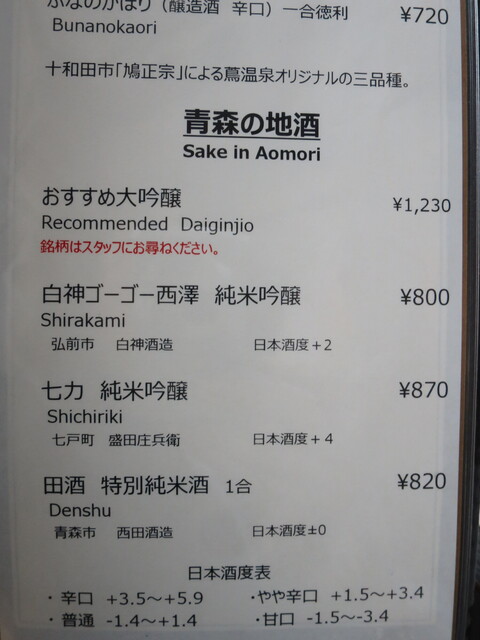 ぶなのかほり（醸造酒 辛口）一合徳利 ¥720
Bunanokaori
十和田市「鳩正宗」による蔦温泉オリジナルの三品種。
青森の地酒
Sake in Aomori
おすすめ大吟醸 ¥1,230
Recommended Daiginjio
銘柄はスタッフにお尋ねください。
白神ゴーゴー西澤 純米吟醸 ¥800
Shirakami
弘前市 白神酒造 日本酒度＋2
七力 純米吟醸 ¥870
Shichiriki
七戸町 盛田庄兵衛 日本酒度＋４
田酒 特別純米酒 1合 ¥820
Denshu
青森市 西田酒造 日本酒度±0
日本酒度表
・辛口 +3.5～+5.9 ・やや辛口 +1.5～+3.4
・普通 -1.4～+1.4 ・甘口 -1.5～-3.4